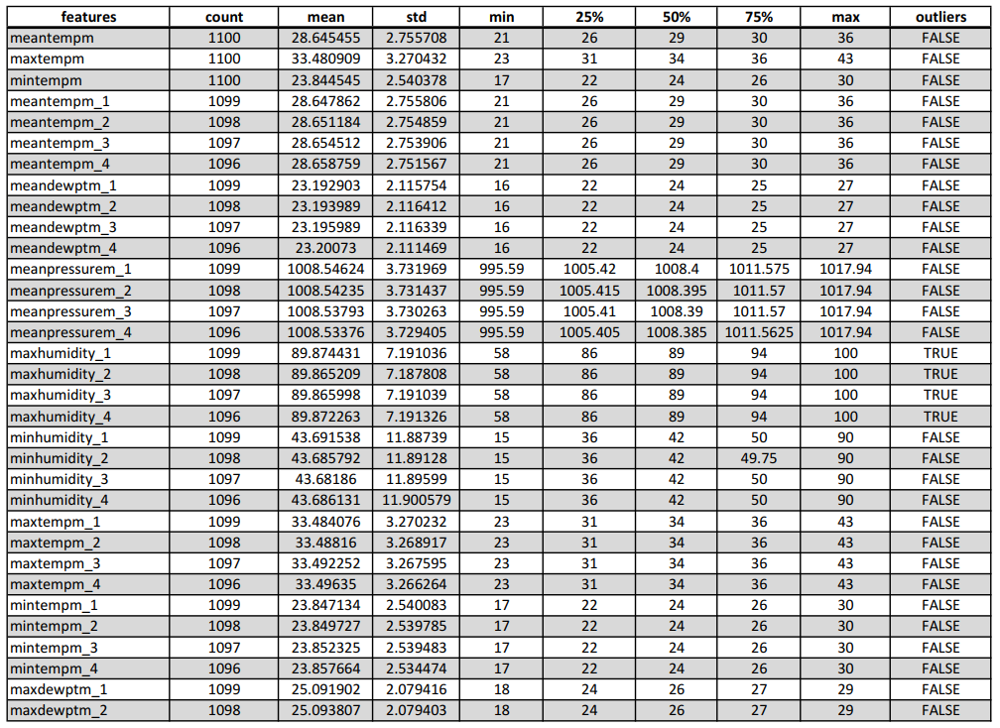 features count mean std min 25% 50% 75% max outliers
meantempm 1100 28.645455 2.755708 21 26 29 30 36 FALSE
maxtempm 1100 33.480909 3.270432 23 31 34 36 43 FALSE
mintempm 1100 23.844545 2.540378 17 22 24 26 30 FALSE
meantempm_1 1099 28.647862 2.755806 21 26 29 30 36 FALSE
meantempm_2 1098 28.651184 2.754859 21 26 29 30 36 FALSE
meantempm_3 1097 28.654512 2.753906 21 26 29 30 36 FALSE
meantempm_4 1096 28.658759 2.751567 21 26 29 30 36 FALSE
meandewptm_1 1099 23.192903 2.115754 16 22 24 25 27 FALSE
meandewptm_2 1098 23.193989 2.116412 16 22 24 25 27 FALSE
meandewptm_3 1097 23.195989 2.116339 16 22 24 25 27 FALSE
meandewptm_4 1096 23.20073 2.111469 16 22 24 25 27 FALSE
meanpressurem_1 1099 1008.54624 3.731969 995.59 1005.42 1008.4 1011.575 1017.94 FALSE
meanpressurem_2 1098 1008.54235 3.731437 995.59 1005.415 1008.395 1011.57 1017.94 FALSE
meanpressurem_3 1097 1008.53793 3.730263 995.59 1005.41 1008.39 1011.57 1017.94 FALSE
meanpressurem_4 1096 1008.53376 3.729405 995.59 1005.405 1008.385 1011.5625 1017.94 FALSE
maxhumidity_1 1099 89.874431 7.191036 58 86 89 94 100 TRUE
maxhumidity_2 1098 89.865209 7.187808 58 86 89 94 100 TRUE
maxhumidity_3 1097 89.865998 7.191039 58 86 89 94 100 TRUE
maxhumidity_4 1096 89.872263 7.191326 58 86 89 94 100 TRUE
minhumidity_1 1099 43.691538 11.88739 15 36 42 50 90 FALSE
minhumidity_2 1098 43.685792 11.89128 15 36 42 49.75 90 FALSE
minhumidity_3 1097 43.68186 11.89599 15 36 42 50 90 FALSE
minhumidity_4 1096 43.686131 11.900579 15 36 42 50 90 FALSE
maxtempm_1 1099 33.484076 3.270232 23 31 34 36 43 FALSE
maxtempm_2 1098 33.48816 3.268917 23 31 34 36 43 FALSE
maxtempm_3 1097 33.492252 3.267595 23 31 34 36 43 FALSE
maxtempm_4 1096 33.49635 3.266264 23 31 34 36 43 FALSE
mintempm_1 1099 23.847134 2.540083 17 22 24 26 30 FALSE
mintempm_2 1098 23.849727 2.539785 17 22 24 26 30 FALSE
mintempm_3 1097 23.852325 2.539483 17 22 24 26 30 FALSE
mintempm_4 1096 23.857664 2.534474 17 22 24 26 30 FALSE
maxdewptm_1 1099 25.091902 2.079416 18 24 26 27 29 FALSE
maxdewptm_2 1098 25.093807 2.079403 18 24 26 27 29 FALSE